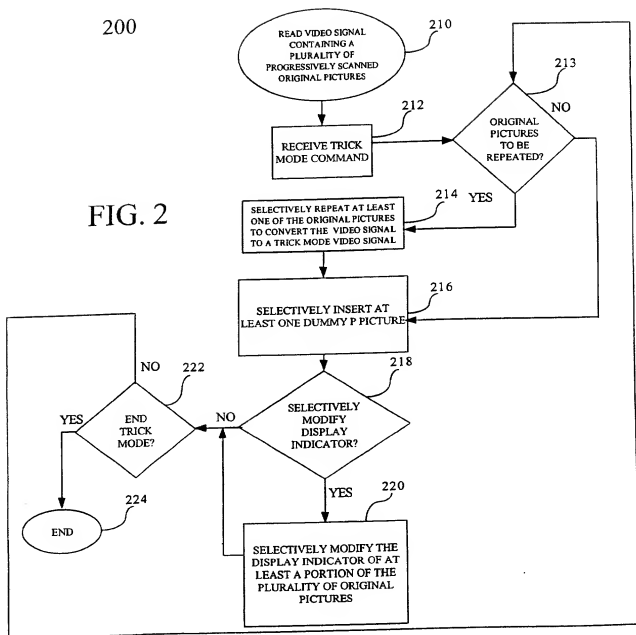 200
READ VIDEO SIGNAL
CONTAINING A
PLURALITY OF
PROGRESSIVELY SCANNED
ORIGINAL PICTURES
210
212
RECEIVE TRICK
MODE COMMAND
213
ORIGINAL
PICTURES
TO BE
REPEATED?
NO
YES
FIG. 2
214
SELECTIVELY REPEAT AT LEAST
ONE OF THE ORIGINAL PICTURES
TO CONVERT THE VIDEO SIGNAL
TO A TRICK MODE VIDEO SIGNAL
216
SELECTIVELY INSERT AT
LEAST ONE DUMMY P PICTURE
218
SELECTIVELY
MODIFY
DISPLAY
INDICATOR?
NO
YES
222
END
TRICK
MODE?
NO
YES
224
END
220
SELECTIVELY MODIFY THE
DISPLAY INDICATOR OF AT
LEAST A PORTION OF THE
PLURALITY OF ORIGINAL
PICTURES